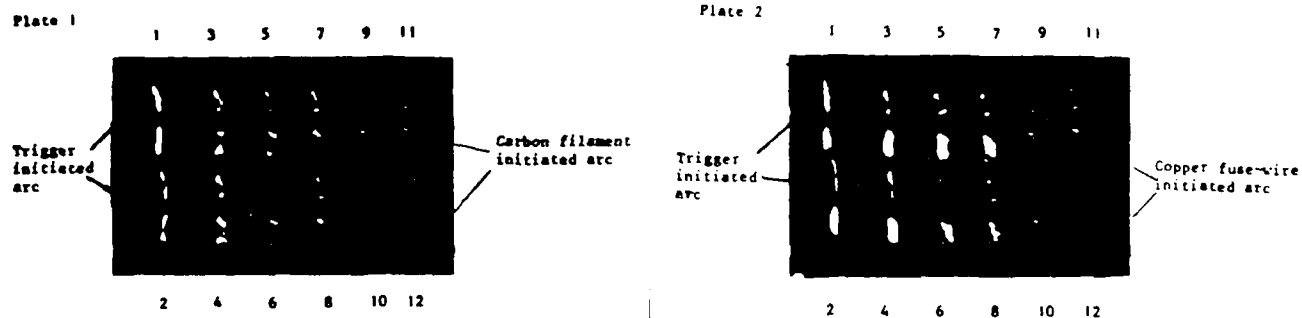 Plate 1
1 3 5 7 9 11
Trigger
initiated
arc
Carbon filament
initiated arc
2 4 6 8 10 12
Plate 2
1 3 5 7 9 11
Trigger
initiated
arc
Copper fuse-wire
initiated arc
2 4 6 8 10 12